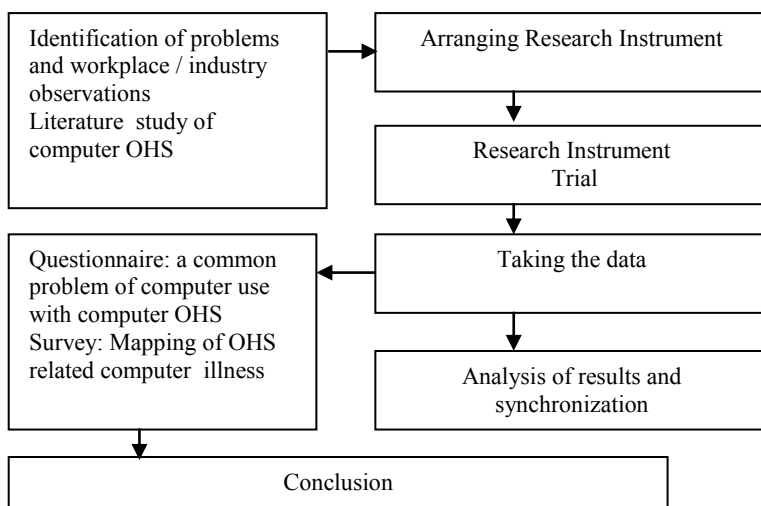 Identification of problems
and workplace / industry
observations
Literature study of
computer OHS
Arranging Research Instrument
Research Instrument
Trial
Taking the data
Questionnaire: a common
problem of computer use
with computer OHS
Survey: Mapping of OHS
related computer illness
Analysis of results and
synchronization
Conclusion